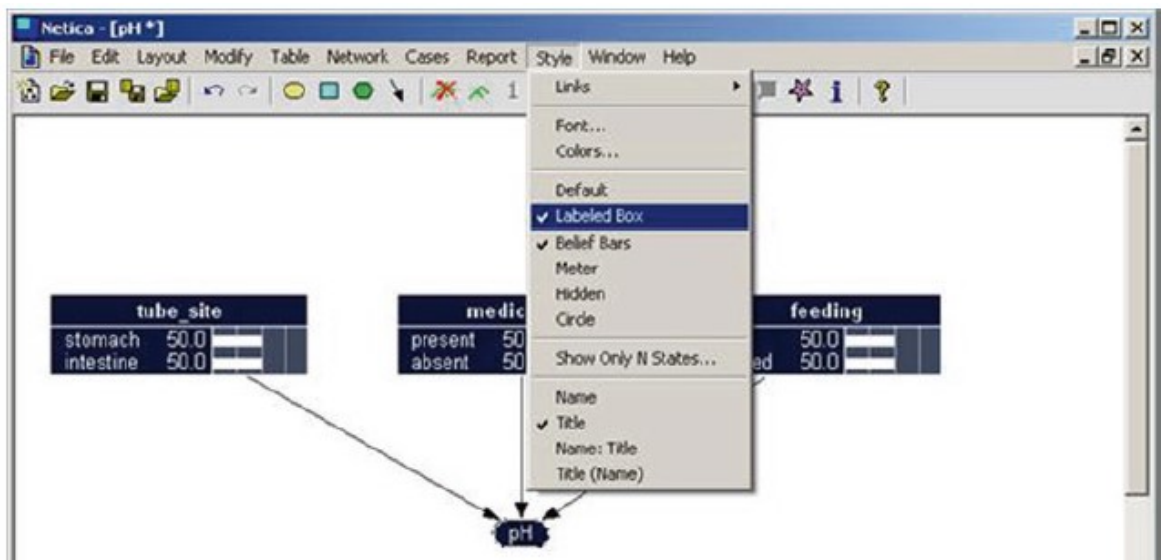 Netica - [pH *]
File Edit Layout Modify Table Network Cases Report Style Window Help
1
Links
Font...
Colors...
Default
Labeled Box
Belief Bars
Meter
Hidden
Circle
Show Only N States...
Name
Title
Name: Title
Title (Name)
tube_site
stomach 50.0
intestine 50.0
medic
present 50
absent 50
feeding
50.0
ed 50.0
pH